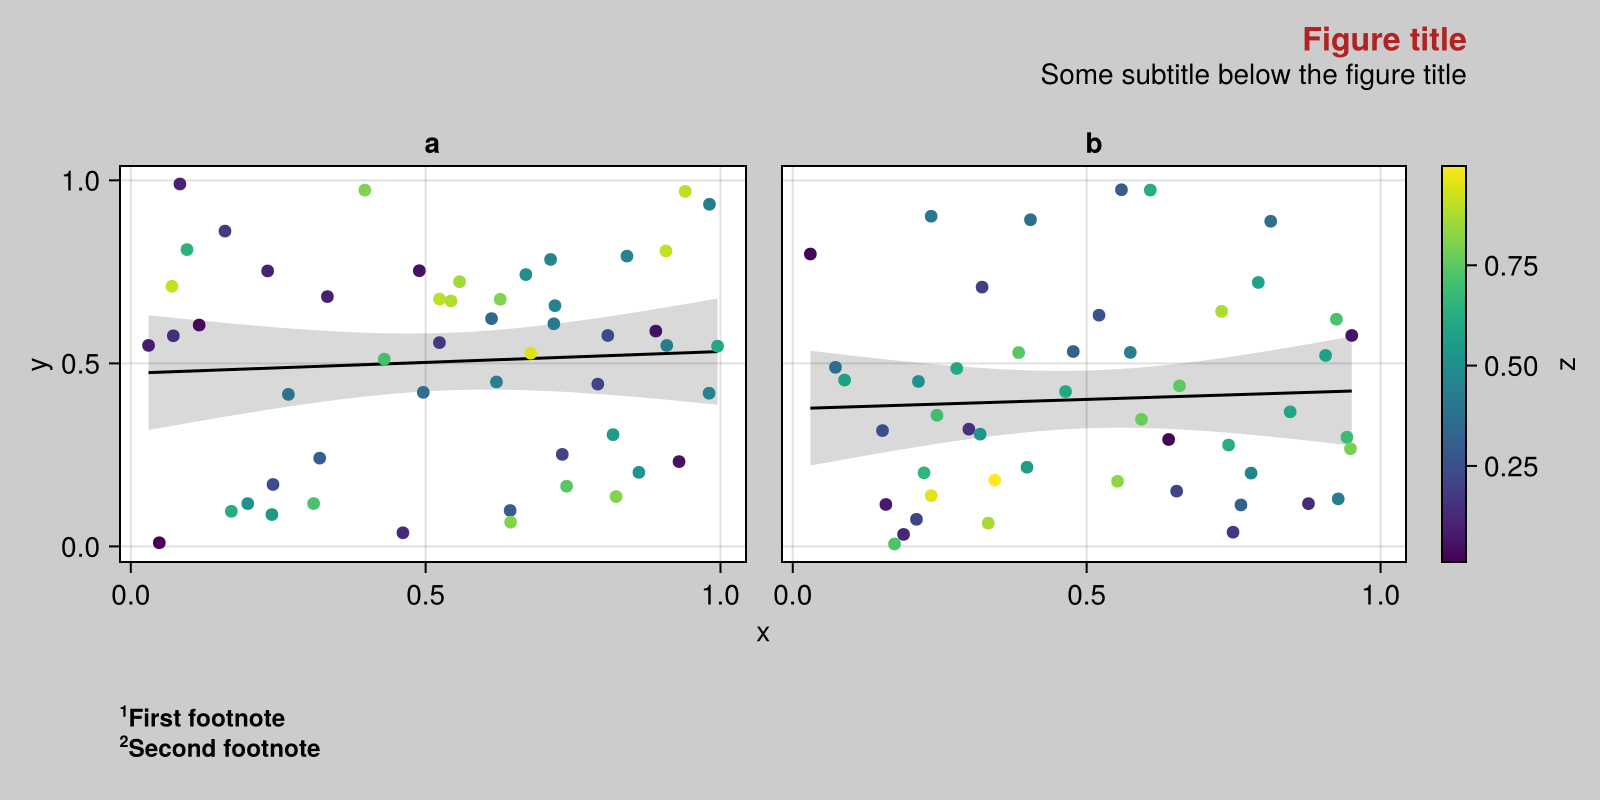 Figure title
Some subtitle below the figure title
a
b
1.0
0.5
0.0
y
0.0
0.5
1.0
0.0
0.5
1.0
x
0.75
0.50
0.25
z
¹First footnote
²Second footnote